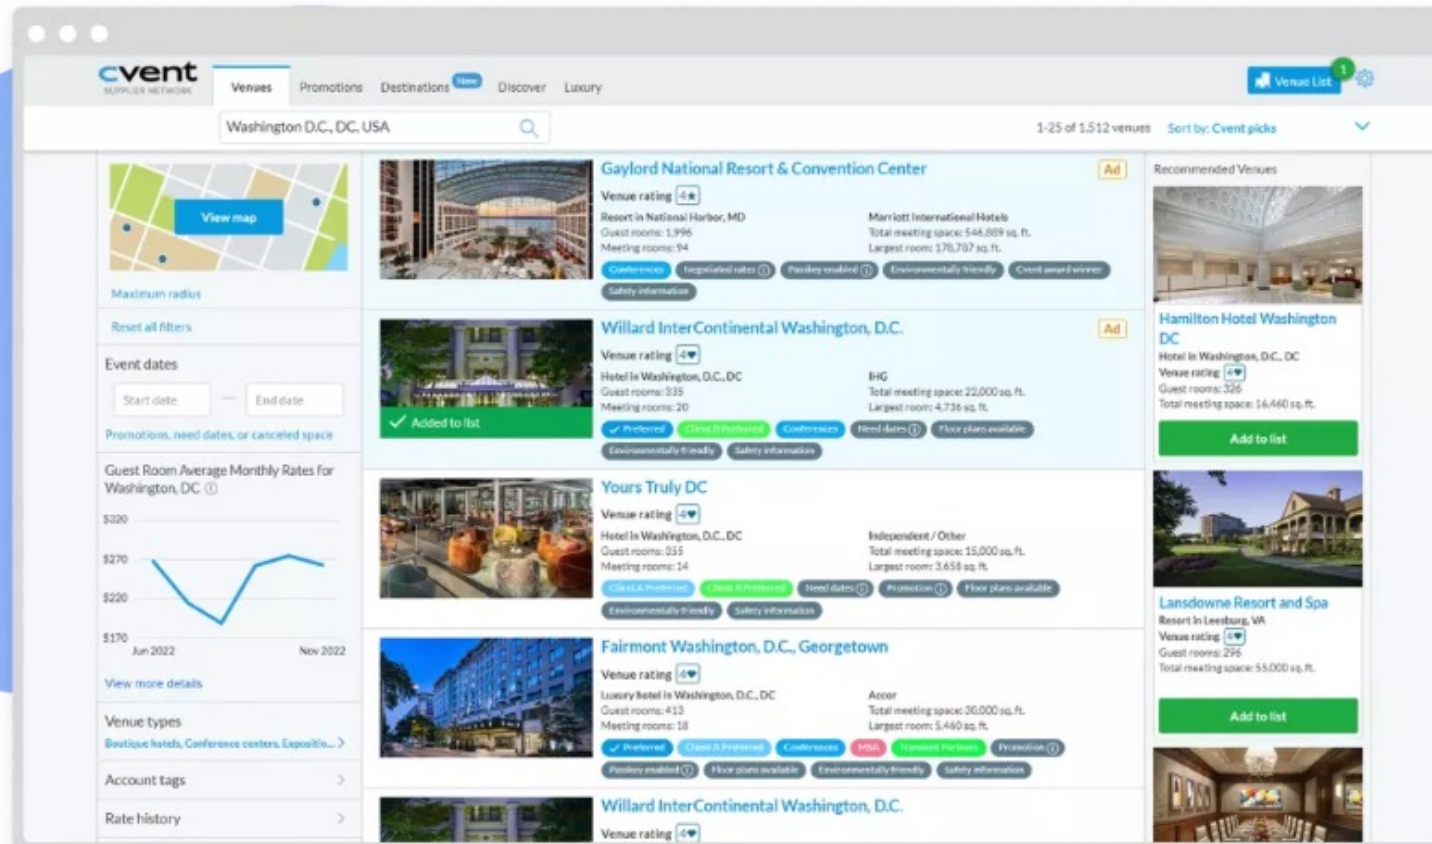 cvent
SUPPLIER NETWORK
Venues
Promotions
Destinations
New
Discover
Luxury
Venue List
1
Washington D.C., DC, USA
1-25 of 1,512 venues
Sort by: Cvent picks
View map
Maximum radius
Reset all filters
Event dates
Start date
—
End date
Promotions, need dates, or canceled space
Guest Room Average Monthly Rates for
Washington, DC
$320
$270
$220
$170
Jun 2022
Nov 2022
View more details
Venue types
Boutique hotels, Conference centers, Expositio...
Account tags
Rate history
Gaylord National Resort & Convention Center
Ad
Venue rating 4★
Resort in National Harbor, MD
Marriott International Hotels
Guest rooms: 1,996
Total meeting space: 546,889 sq. ft.
Meeting rooms: 94
Largest room: 178,787 sq. ft.
Conferences
Negotiated rates
Passkey enabled
Environmentally friendly
Cvent award winner
Safety information
Willard InterContinental Washington, D.C.
Ad
Venue rating 4
Hotel in Washington, D.C., DC
IHG
Guest rooms: 335
Total meeting space: 22,000 sq. ft.
Meeting rooms: 20
Largest room: 4,736 sq. ft.
Added to list
Preferred
Client B Preferred
Conferences
Need dates
Floor plans available
Environmentally friendly
Safety information
Yours Truly DC
Venue rating 4
Hotel in Washington, D.C., DC
Independent / Other
Guest rooms: 355
Total meeting space: 15,000 sq. ft.
Meeting rooms: 14
Largest room: 3,658 sq. ft.
Client A Preferred
Client B Preferred
Need dates
Promotion
Floor plans available
Environmentally friendly
Safety information
Fairmont Washington, D.C., Georgetown
Venue rating 4
Luxury hotel in Washington, D.C., DC
Accor
Guest rooms: 413
Total meeting space: 30,000 sq. ft.
Meeting rooms: 18
Largest room: 5,460 sq. ft.
Preferred
Client A Preferred
Conferences
MSA
Transient Partners
Promotion
Passkey enabled
Floor plans available
Environmentally friendly
Safety information
Willard InterContinental Washington, D.C.
Venue rating 4
Recommended Venues
Hamilton Hotel Washington
DC
Hotel in Washington, D.C., DC
Venue rating 4
Guest rooms: 326
Total meeting space: 16,460 sq. ft.
Add to list
Lansdowne Resort and Spa
Resort in Leesburg, VA
Venue rating 4
Guest rooms: 296
Total meeting space: 55,000 sq. ft.
Add to list